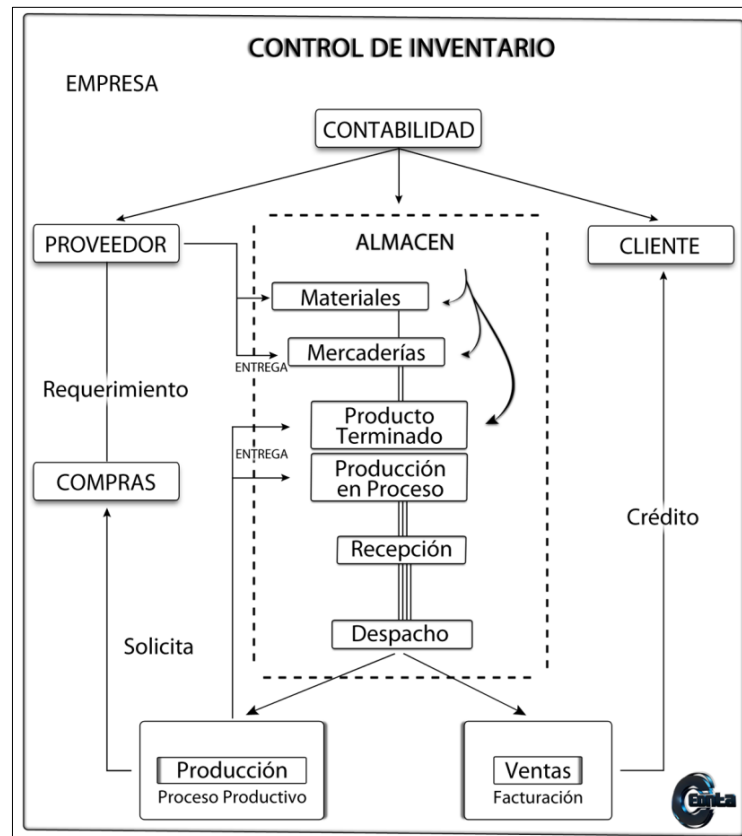 CONTROL DE INVENTARIO
EMPRESA
CONTABILIDAD
PROVEEDOR
ALMACEN
CLIENTE
Materiales
Mercaderías
ENTREGA
Requerimiento
Producto
Terminado
ENTREGA
Producción
en Proceso
COMPRAS
Crédito
Recepción
Solicita
Despacho
Producción
Proceso Productivo
Ventas
Facturación
Conta